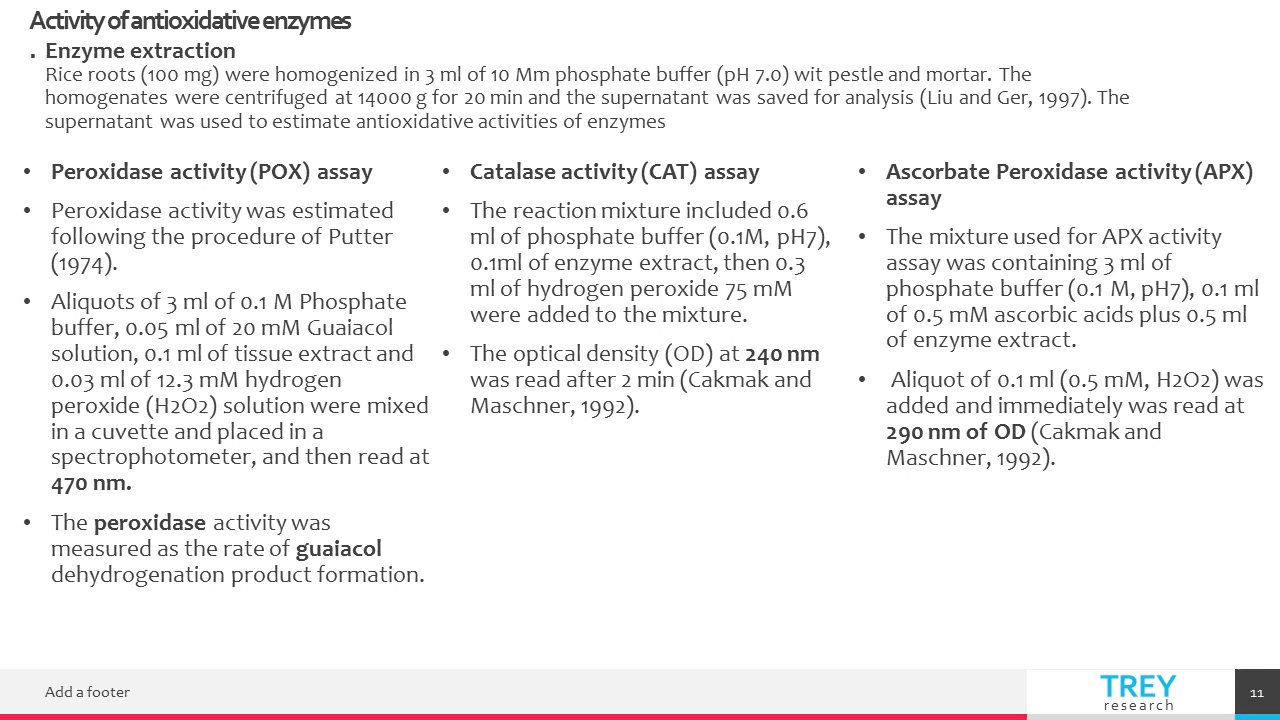 Activity of antioxidative enzymes
. Enzyme extraction
Rice roots (100 mg) were homogenized in 3 ml of 10 Mm phosphate buffer (pH 7.0) wit pestle and mortar. The
homogenates were centrifuged at 14000 g for 20 min and the supernatant was saved for analysis (Liu and Ger, 1997). The
supernatant was used to estimate antioxidative activities of enzymes
• Peroxidase activity (POX) assay
• Peroxidase activity was estimated
following the procedure of Putter
(1974).
• Aliquots of 3 ml of 0.1 M Phosphate
buffer, 0.05 ml of 20 mM Guaiacol
solution, 0.1 ml of tissue extract and
0.03 ml of 12.3 mM hydrogen
peroxide (H2O2) solution were mixed
in a cuvette and placed in a
spectrophotometer, and then read at
470 nm.
• The peroxidase activity was
measured as the rate of guaiacol
dehydrogenation product formation.
• Catalase activity (CAT) assay
• The reaction mixture included 0.6
ml of phosphate buffer (0.1M, pH7),
0.1ml of enzyme extract, then 0.3
ml of hydrogen peroxide 75 mM
were added to the mixture.
• The optical density (OD) at 240 nm
was read after 2 min (Cakmak and
Maschner, 1992).
• Ascorbate Peroxidase activity (APX)
assay
• The mixture used for APX activity
assay was containing 3 ml of
phosphate buffer (0.1 M, pH7), 0.1 ml
of 0.5 mM ascorbic acids plus 0.5 ml
of enzyme extract.
• Aliquot of 0.1 ml (0.5 mM, H2O2) was
added and immediately was read at
290 nm of OD (Cakmak and
Maschner, 1992).
Add a footer
TREY
research
11